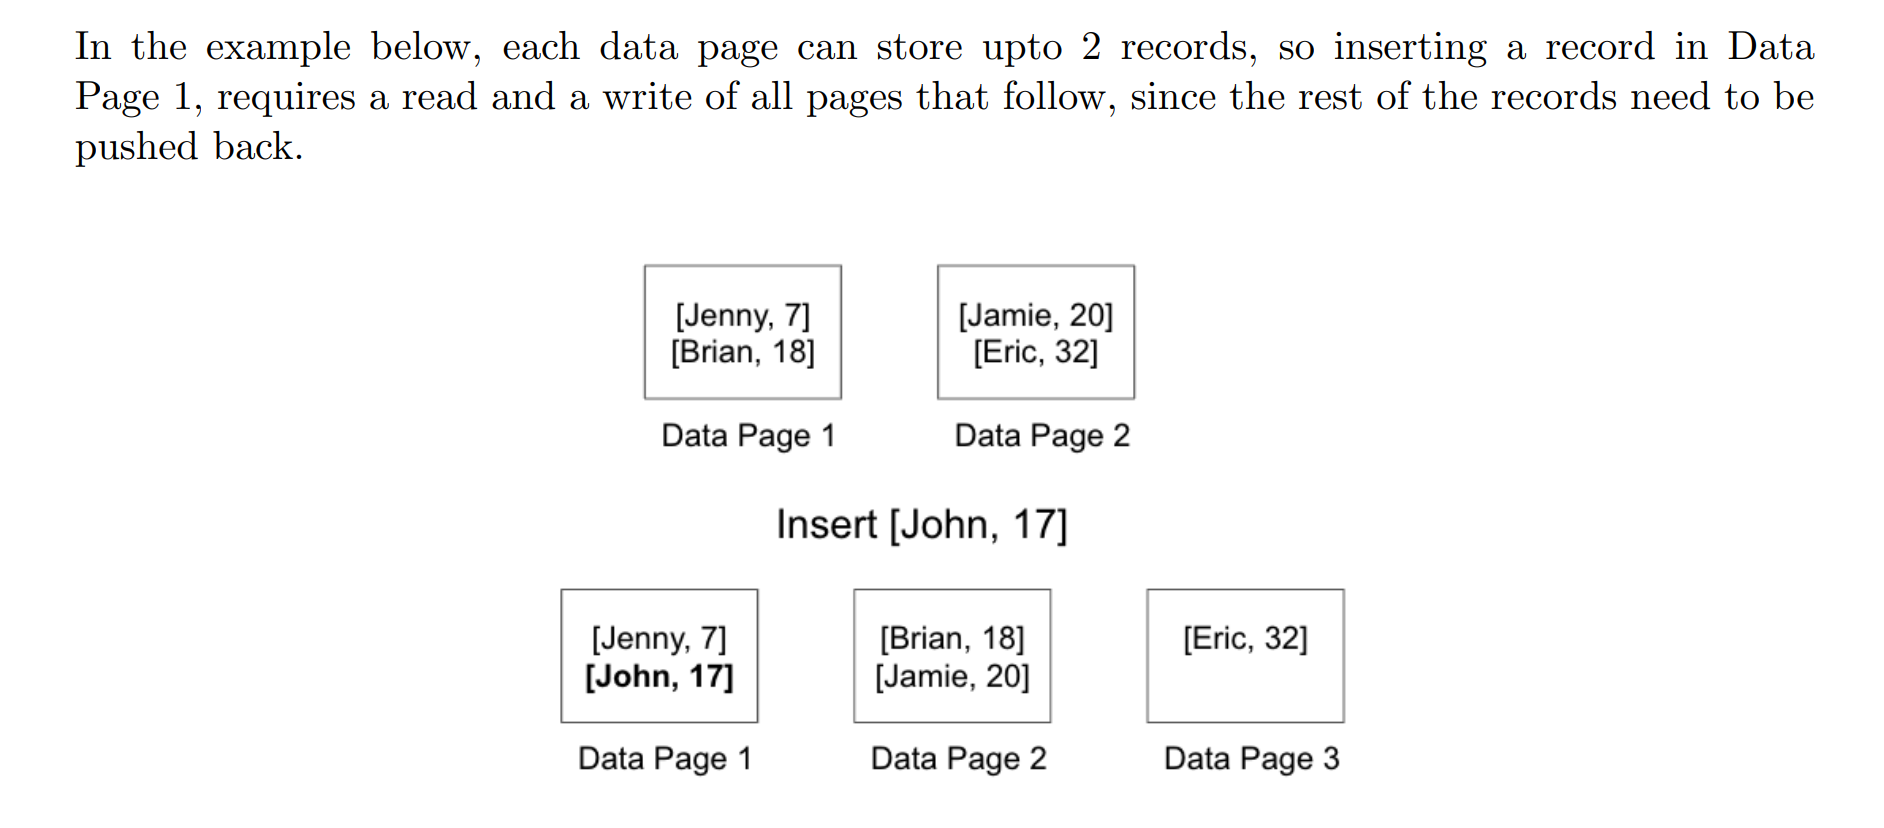 In the example below, each data page can store upto 2 records, so inserting a record in Data
Page 1, requires a read and a write of all pages that follow, since the rest of the records need to be
pushed back.
[Jenny, 7]
[Brian, 18]
Data Page 1
[Jamie, 20]
[Eric, 32]
Data Page 2
Insert [John, 17]
[Jenny, 7]
[John, 17]
Data Page 1
[Brian, 18]
[Jamie, 20]
Data Page 2
[Eric, 32]
Data Page 3